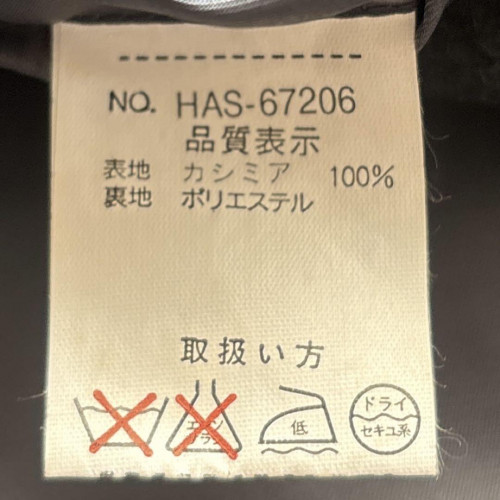 NO. HAS-67206
品質表示
表地 カシミア 100%
裏地 ポリエステル
取扱い方
エンソ
サラシ
低
ドライ
セキユ系